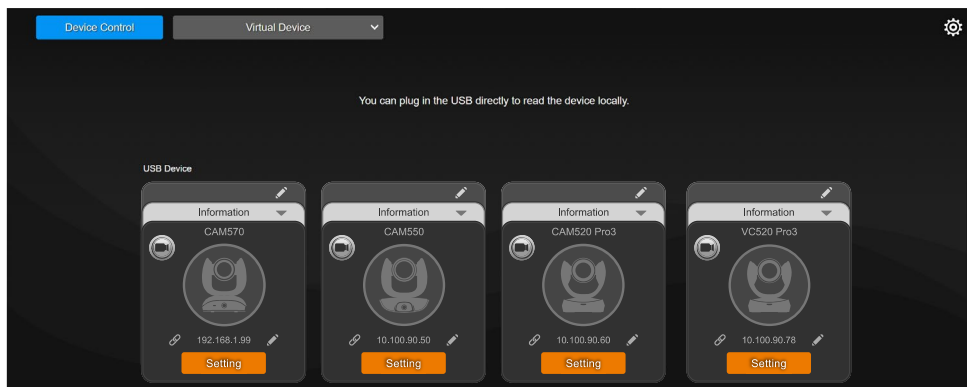 Device Control Virtual Device
You can plug in the USB directly to read the device locally.
USB Device
Information Information Information Information
CAM570 CAM550 CAM520 Pro3 VC520 Pro3
192.168.1.99 10.100.90.50 10.100.90.60 10.100.90.78
Setting Setting Setting Setting